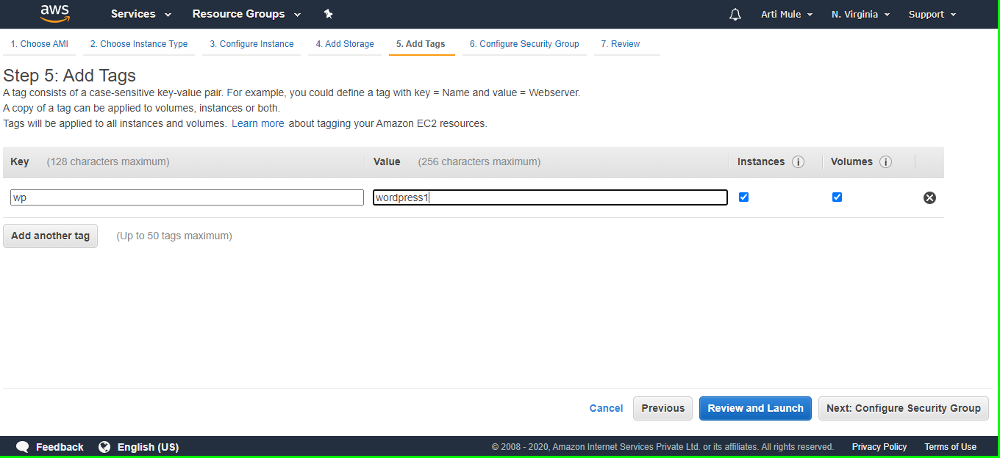 aws Services Resource Groups Arti Mule N. Virginia Support
1. Choose AMI 2. Choose Instance Type 3. Configure Instance 4. Add Storage 5. Add Tags 6. Configure Security Group 7. Review
Step 5: Add Tags
A tag consists of a case-sensitive key-value pair. For example, you could define a tag with key = Name and value = Webserver.
A copy of a tag can be applied to volumes, instances or both.
Tags will be applied to all instances and volumes. Learn more about tagging your Amazon EC2 resources.
Key (128 characters maximum) Value (256 characters maximum) Instances i Volumes i
wp wordpress1
Add another tag (Up to 50 tags maximum)
Cancel Previous Review and Launch Next: Configure Security Group
Feedback English (US) © 2008 - 2020, Amazon Internet Services Private Ltd. or its affiliates. All rights reserved. Privacy Policy Terms of Use